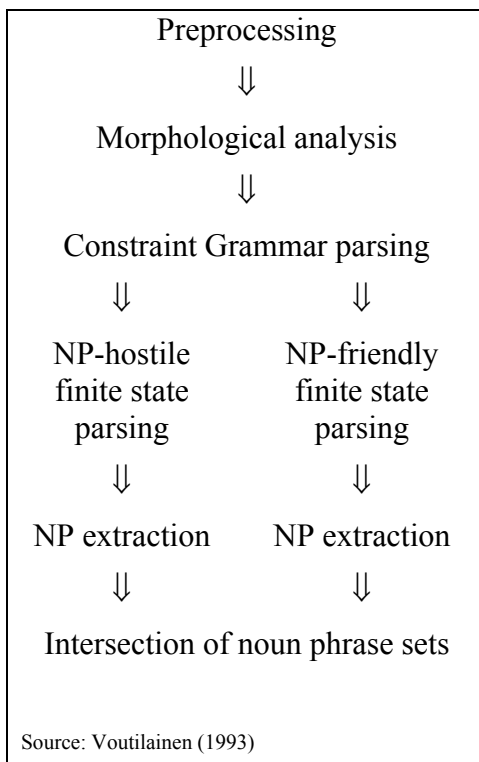 Preprocessing
⇓
Morphological analysis
⇓
Constraint Grammar parsing
⇓ ⇓
NP-hostile NP-friendly
finite state finite state
parsing parsing
⇓ ⇓
NP extraction NP extraction
⇓ ⇓
Intersection of noun phrase sets
Source: Voutilainen (1993)